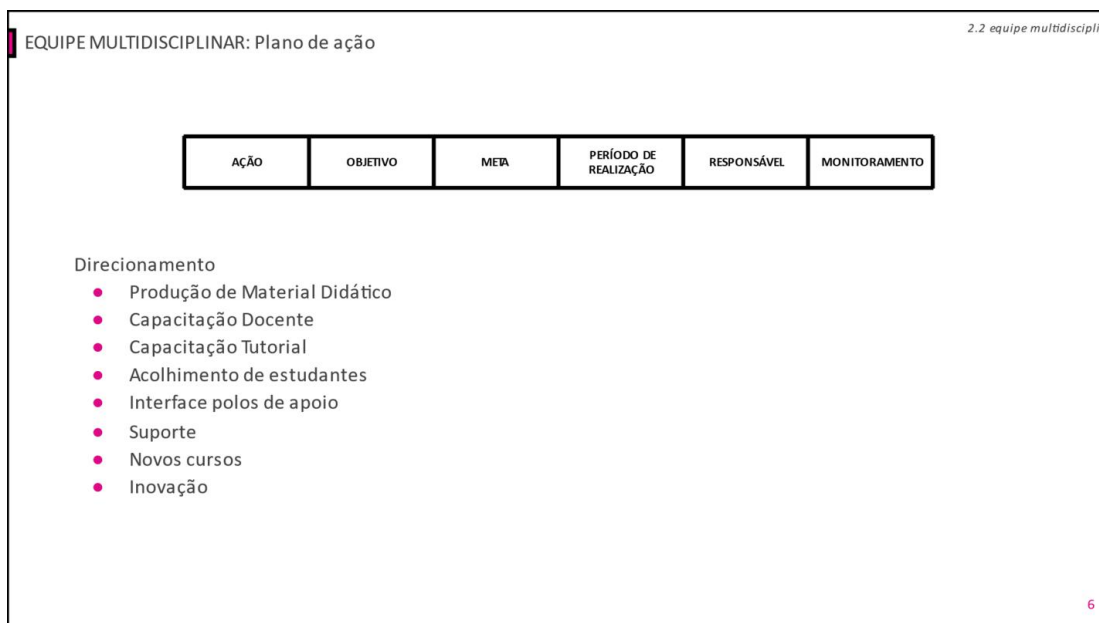 2.2 equipe multidiscipli
EQUIPE MULTIDISCIPLINAR: Plano de ação
AÇÃO
OBJETIVO
META
PERÍODO DE
REALIZAÇÃO
RESPONSÁVEL
MONITORAMENTO
Direcionamento
Produção de Material Didático
Capacitação Docente
Capacitação Tutorial
Acolhimento de estudantes
Interface polos de apoio
Suporte
Novos cursos
Inovação
6